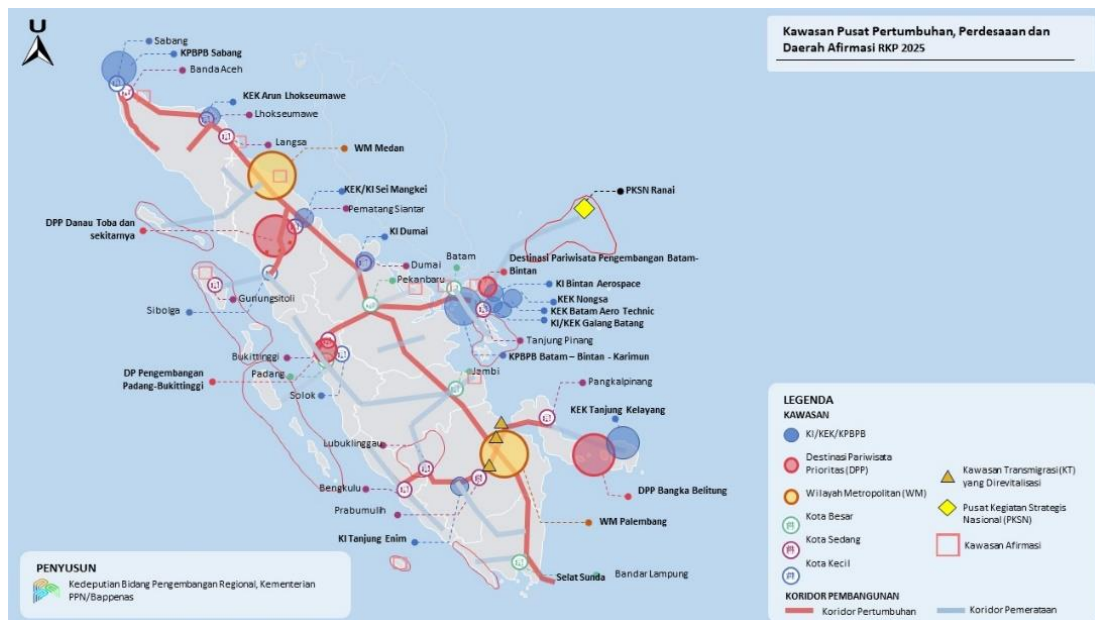 Kawasan Pusat Pertumbuhan, Perdesaaan dan
Daerah Afirmasi RKP 2025
U
Sabang
KPBPB Sabang
Banda Aceh
KEK Arun Lhokseumawe
Lhokseumawe
Langsa
WM Medan
KEK/KI Sei Mangkei
Pematang Siantar
PKSN Ranai
DPP Danau Toba dan
sekitarnya
KI Dumai
Dumai
Batam
Destinasi Pariwisata Pengembangan Batam-
Bintan
Pekanbaru
KI Bintan Aerospace
KEK Nongsa
KEK Batam Aero Technic
KI/KEK Galang Batang
Gunungsitoli
Sibolga
Tanjung Pinang
KPBPB Batam – Bintan - Karimun
Bukittinggi
Padang
DP Pengembangan
Padang-Bukittinggi
Solok
Jambi
Pangkalpinang
KEK Tanjung Kelayang
Lubuklinggau
Bengkulu
Prabumulih
DPP Bangka Belitung
WM Palembang
KI Tanjung Enim
Selat Sunda
Bandar Lampung
PENYUSUN
Kedeputian Bidang Pengembangan Regional, Kementerian
PPN/Bappenas
LEGENDA
KAWASAN
KI/KEK/KPBPB
Destinasi Pariwisata
Prioritas (DPP)
Wilayah Metropolitan (WM)
Kota Besar
Kota Sedang
Kota Kecil
Kawasan Transmigrasi (KT)
yang Direvitalisasi
Pusat Kegiatan Strategis
Nasional (PKSN)
Kawasan Afirmasi
KORIDOR PEMBANGUNAN
Koridor Pertumbuhan
Koridor Pemerataan